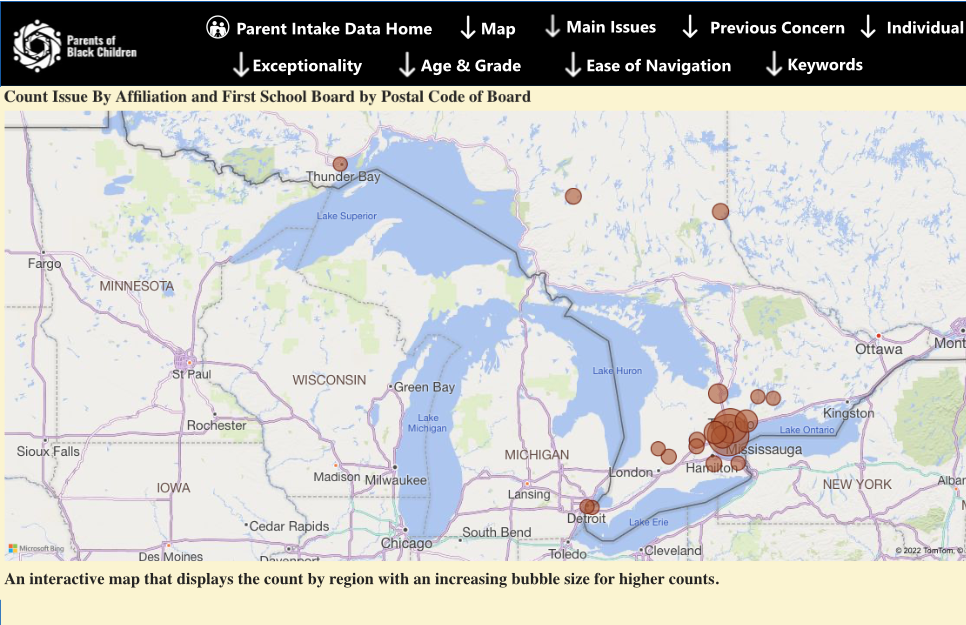 Parents of
Black Children
Parent Intake Data Home
Map
Main Issues
Previous Concern
Individual
Exceptionality
Age & Grade
Ease of Navigation
Keywords
Count Issue By Affiliation and First School Board by Postal Code of Board
Thunder Bay
Lake Superior
Fargo
MINNESOTA
Ottawa
Mont
St Paul
Lake Huron
WISCONSIN
Green Bay
Kingston
Rochester
Lake
Michigan
Lake Ontario
Sioux Falls
Mississauga
MICHIGAN
Hamilton
London
Madison
Milwaukee
NEW YORK
Alba
IOWA
Lansing
Detroit
Lake Erie
Cedar Rapids
South Bend
Chicago
Toledo
Cleveland
Microsoft Bing
Des Moines
Davenport
© 2022 TomTom, ©
An interactive map that displays the count by region with an increasing bubble size for higher counts.